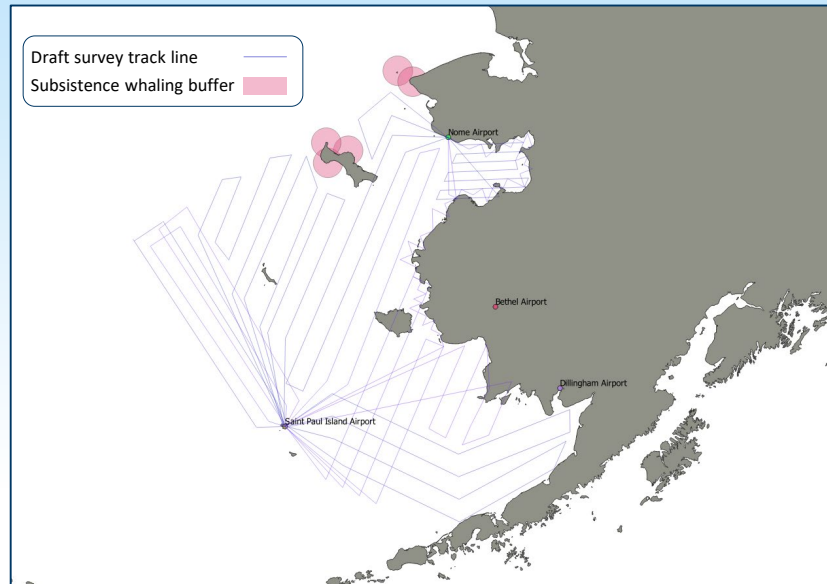 Draft survey track line
Subsistence whaling buffer
Nome Airport
Bethel Airport
Dillingham Airport
Saint Paul Island Airport